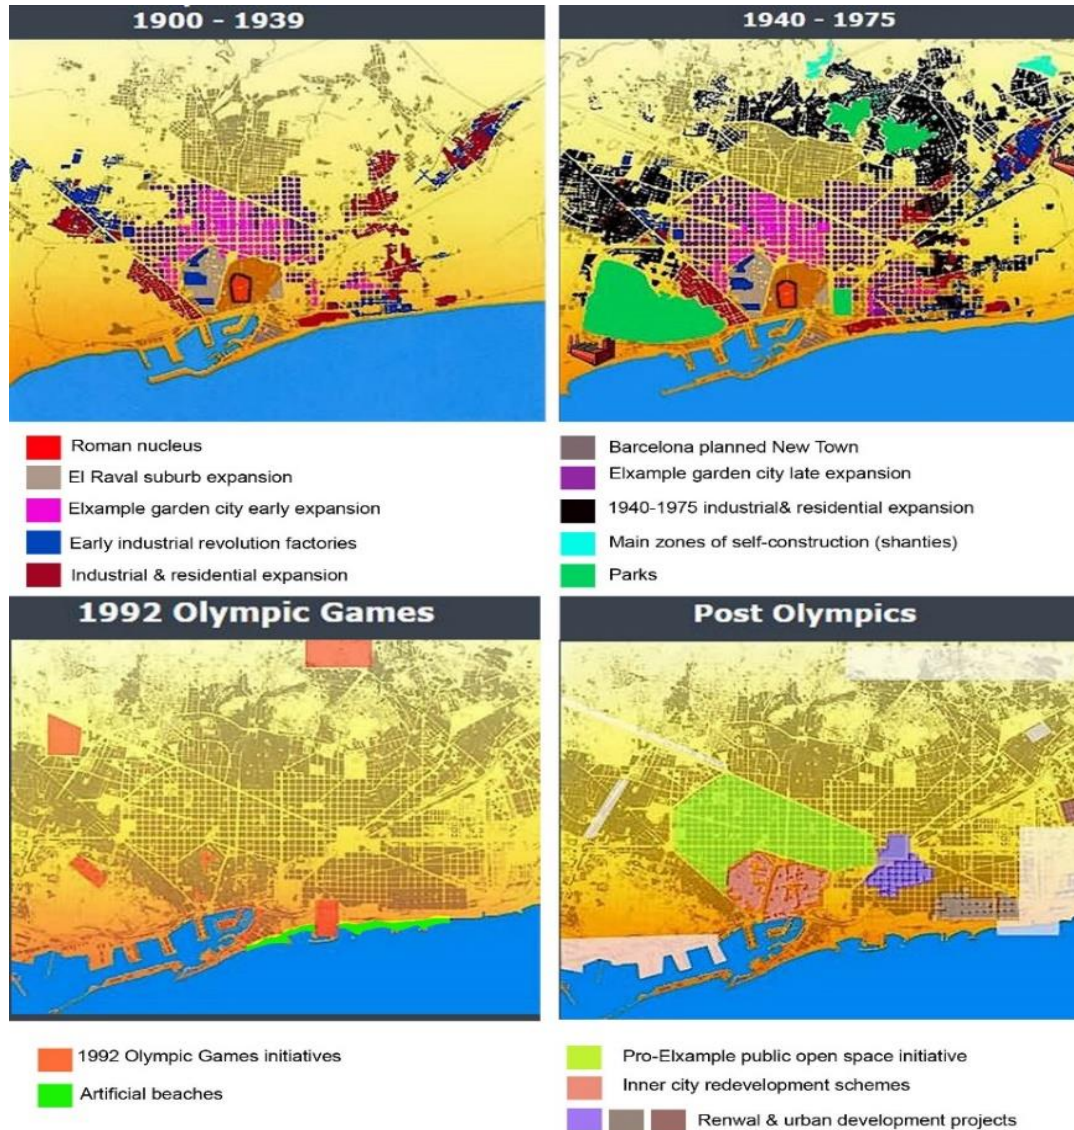 1900 - 1939
1940 - 1975
Roman nucleus
El Raval suburb expansion
Elxample garden city early expansion
Early industrial revolution factories
Industrial & residential expansion
Barcelona planned New Town
Elxample garden city late expansion
1940-1975 industrial& residential expansion
Main zones of self-construction (shanties)
Parks
1992 Olympic Games
Post Olympics
1992 Olympic Games initiatives
Artificial beaches
Pro-Elxample public open space initiative
Inner city redevelopment schemes
Renwal & urban development projects